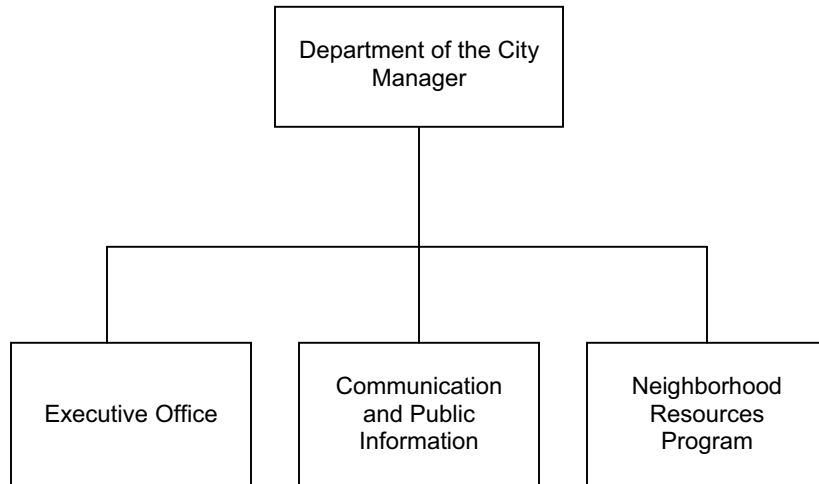 Department of the City
Manager
Executive Office
Communication
and Public
Information
Neighborhood
Resources
Program